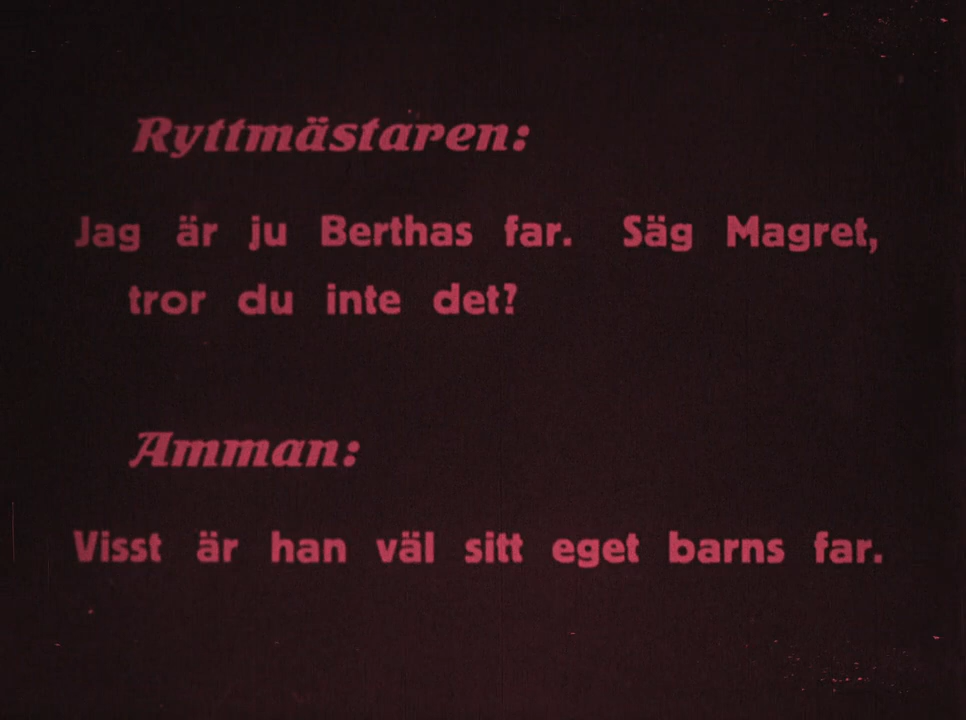 Ryttmästaren:
Jag är ju Berthas far. Säg Magret,
tror du inte det?
Amman:
Visst är han väl sitt eget barns far.